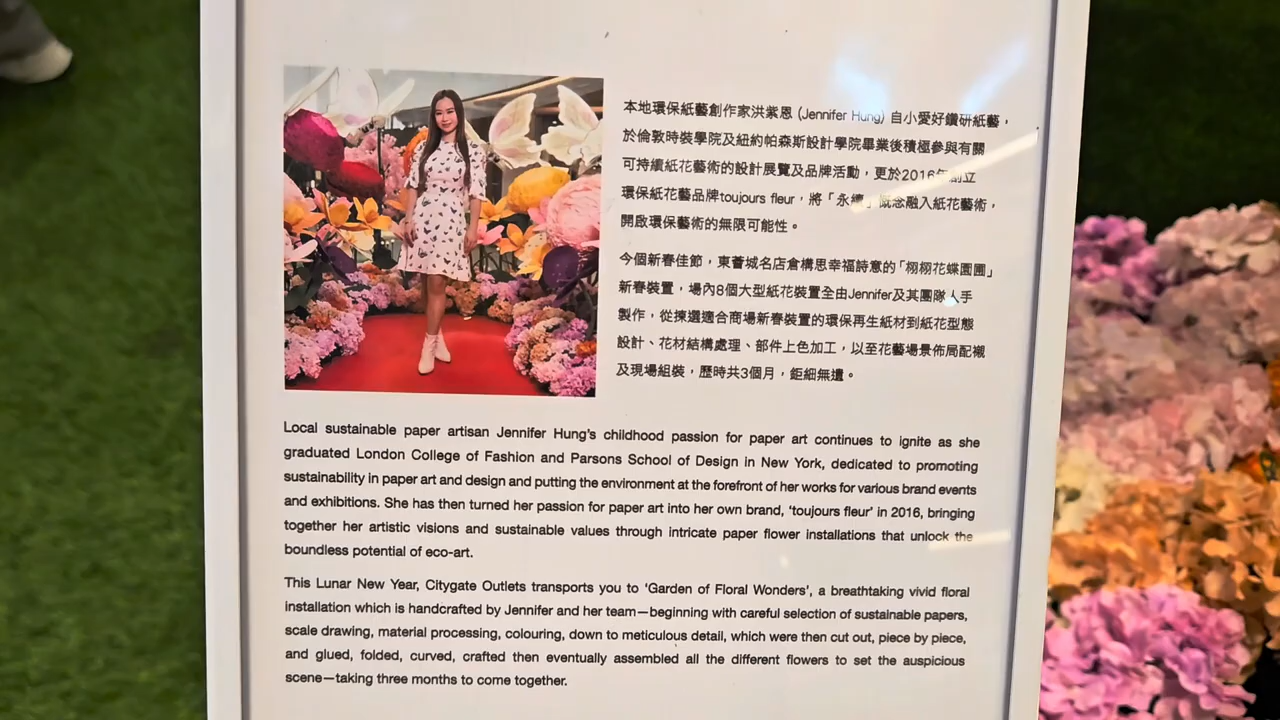 本地環保紙藝創作家洪紫恩 (Jennifer Hung) 自小愛好鑽研紙藝，
於倫敦時裝學院及紐約帕森斯設計學院畢業後積極參與有關
可持續紙花藝術的設計展覽及品牌活動，更於2016年創立
環保紙花藝品牌toujours fleur，將「永續」概念融入紙花藝術，
開啟環保藝術的無限可能性。
今個新春佳節，東薈城名店倉構思幸福詩意的「栩栩花蝶園圃」
新春裝置，場內8個大型紙花裝置全由Jennifer及其團隊人手
製作，從揀選適合商場新春裝置的環保再生紙材到紙花型態
設計、花材結構處理、部件上色加工，以至花藝場景佈局配襯
及現場組裝，歷時共3個月，鉅細無遺。
Local sustainable paper artisan Jennifer Hung's childhood passion for paper art continues to ignite as she
graduated London College of Fashion and Parsons School of Design in New York, dedicated to promoting
sustainability in paper art and design and putting the environment at the forefront of her works for various brand events
and exhibitions. She has then turned her passion for paper art into her own brand, 'toujours fleur' in 2016, bringing
together her artistic visions and sustainable values through intricate paper flower installations that unlock the
boundless potential of eco-art.
This Lunar New Year, Citygate Outlets transports you to 'Garden of Floral Wonders', a breathtaking vivid floral
installation which is handcrafted by Jennifer and her team—beginning with careful selection of sustainable papers,
scale drawing, material processing, colouring, down to meticulous detail, which were then cut out, piece by piece,
and glued, folded, curved, crafted then eventually assembled all the different flowers to set the auspicious
scene—taking three months to come together.